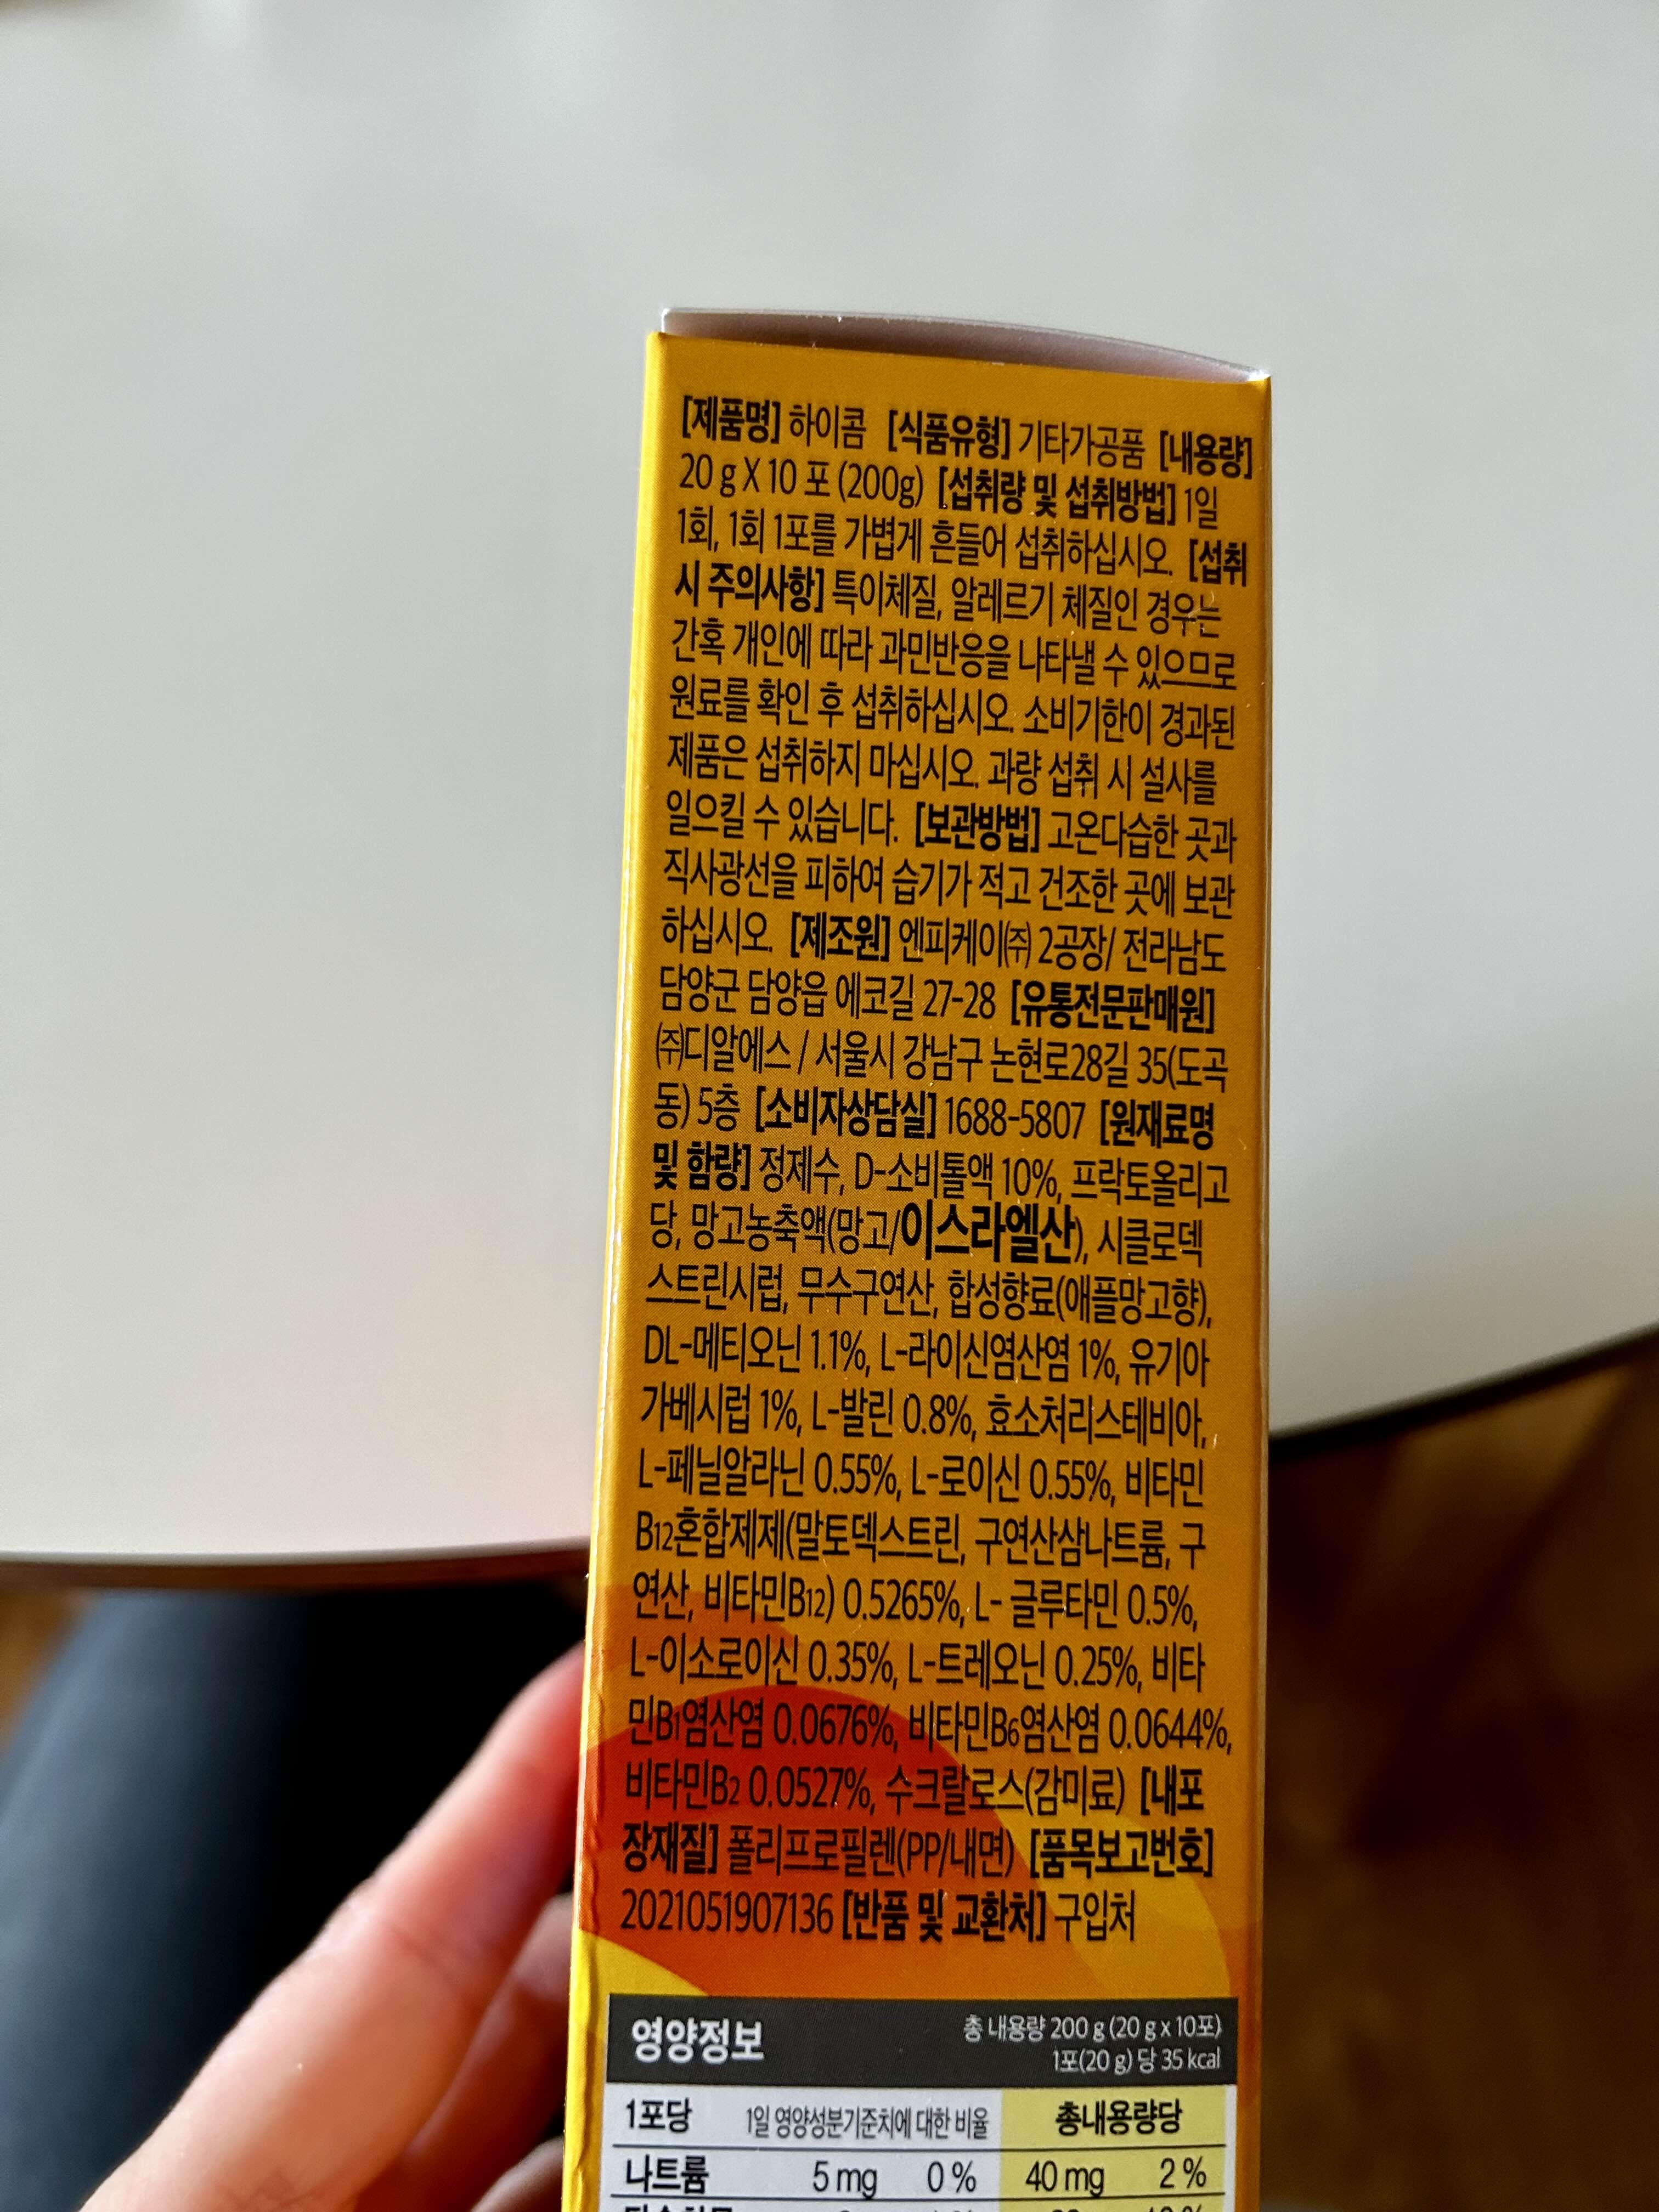 [제품명] 하이콤 [식품유형] 기타가공품 [내용량]
20 g X 10 포 (200g) [섭취량 및 섭취방법] 1일
1회, 1회 1포를 가볍게 흔들어 섭취하십시오. [섭취
시 주의사항] 특이체질, 알레르기 체질인 경우는
간혹 개인에 따라 과민반응을 나타낼 수 있으므로
원료를 확인 후 섭취하십시오. 소비기한이 경과된
제품은 섭취하지 마십시오. 과량 섭취 시 설사를
일으킬 수 있습니다. [보관방법] 고온다습한 곳과
직사광선을 피하여 습기가 적고 건조한 곳에 보관
하십시오. [제조원] 엔피케이㈜ 2공장/ 전라남도
담양군 담양읍 에코길 27-28 [유통전문판매원]
㈜디알에스 / 서울시 강남구 논현로28길 35(도곡
동) 5층 [소비자상담실] 1688-5807 [원재료명
및 함량] 정제수, D-소비톨액 10%, 프락토올리고
당, 망고농축액(망고/이스라엘산), 시클로덱
스트린시럽, 무수구연산, 합성향료(애플망고향),
DL-메티오닌 1.1%, L-라이신염산염 1%, 유기아
가베시럽 1%, L-발린 0.8%, 효소처리스테비아,
L-페닐알라닌 0.55%, L-로이신 0.55%, 비타민
B12혼합제제(말토덱스트린, 구연산삼나트륨, 구
연산, 비타민B12) 0.5265%, L- 글루타민 0.5%,
L-이소로이신 0.35%, L-트레오닌 0.25%, 비타
민B1염산염 0.0676%, 비타민B6염산염 0.0644%,
비타민B2 0.0527%, 수크랄로스(감미료) [내포
장재질] 폴리프로필렌(PP/내면) [품목보고번호]
2021051907136 [반품 및 교환처] 구입처
영양정보 총 내용량 200 g (20 g x 10포)
1포(20 g) 당 35 kcal
1포당 1일 영양성분기준치에 대한 비율 총내용량당
나트륨 5 mg 0 % 40 mg 2 %